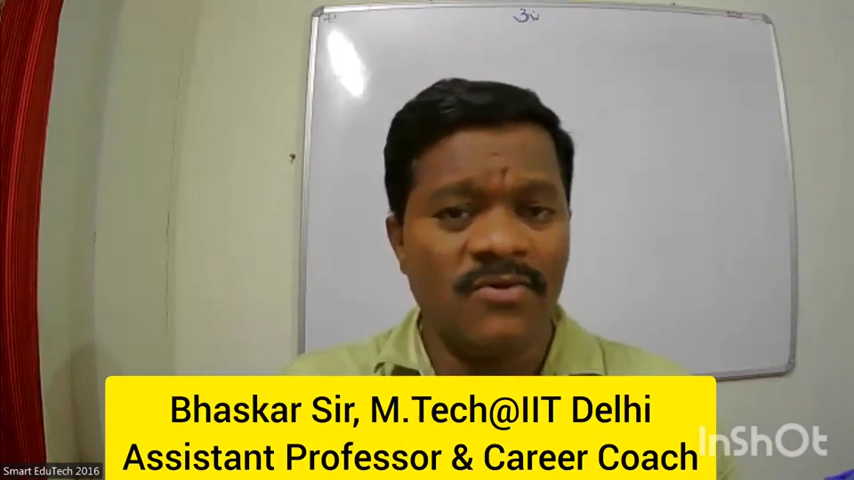 ॐ
Bhaskar Sir, M.Tech@IIT Delhi
Assistant Professor & Career Coach
InShOt
Smart EduTech 2016